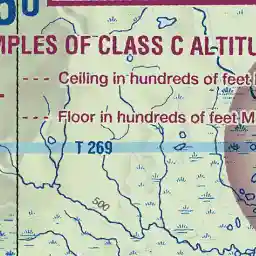 MPLES OF CLASS C ALTITU
--- Ceiling in hundreds of feet
--- Floor in hundreds of feet M
T 269
500